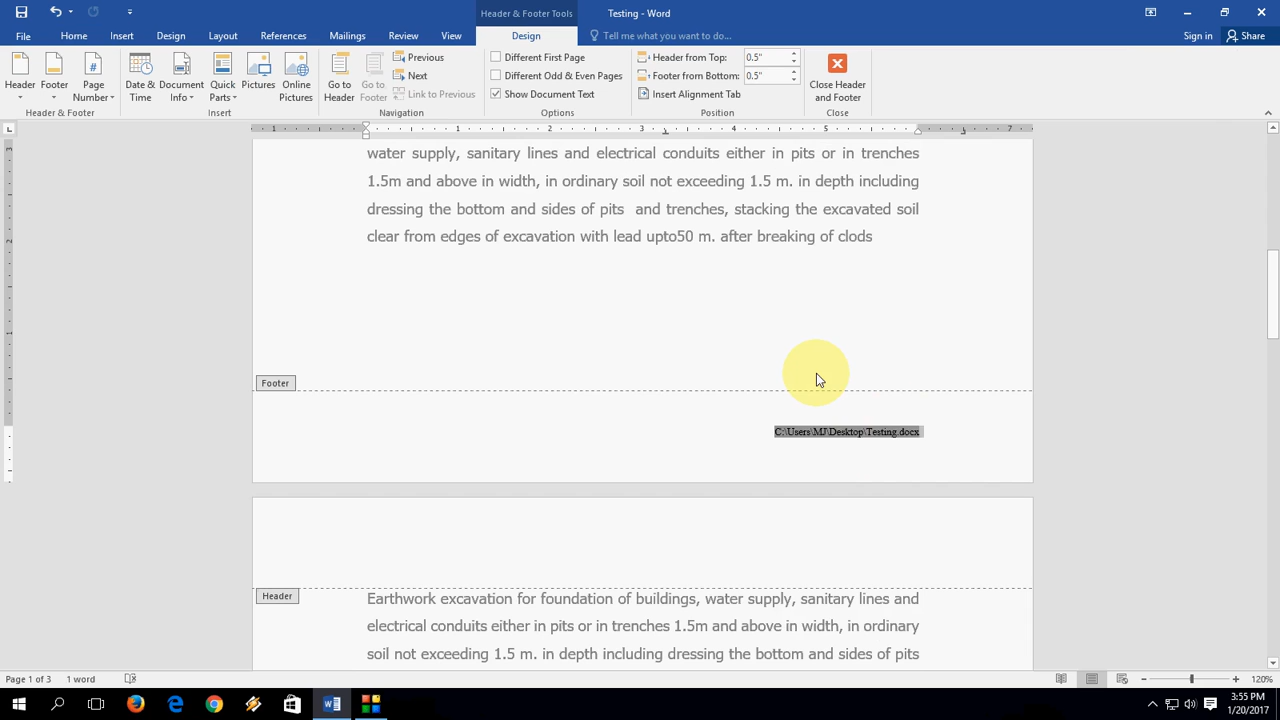 Header & Footer Tools
Testing - Word
File Home Insert Design Layout References Mailings Review View Design Tell me what you want to do... Sign in Share
Header Footer Page Number
Date & Time Document Info Quick Parts Pictures Online Pictures
Go to Header Go to Footer
Previous
Next
Link to Previous
Different First Page
Different Odd & Even Pages
Show Document Text
Header from Top: 0.5"
Footer from Bottom: 0.5"
Insert Alignment Tab
Close Header and Footer
Header & Footer Insert Navigation Options Position Close
1 1 2 3 4 5 7
water supply, sanitary lines and electrical conduits either in pits or in trenches
1.5m and above in width, in ordinary soil not exceeding 1.5 m. in depth including
dressing the bottom and sides of pits and trenches, stacking the excavated soil
clear from edges of excavation with lead upto50 m. after breaking of clods
Footer
C:\Users\MJ\Desktop\Testing.docx
Header
Earthwork excavation for foundation of buildings, water supply, sanitary lines and
electrical conduits either in pits or in trenches 1.5m and above in width, in ordinary
soil not exceeding 1.5 m. in depth including dressing the bottom and sides of pits
Page 1 of 3 1 word 120%
3:55 PM
1/20/2017